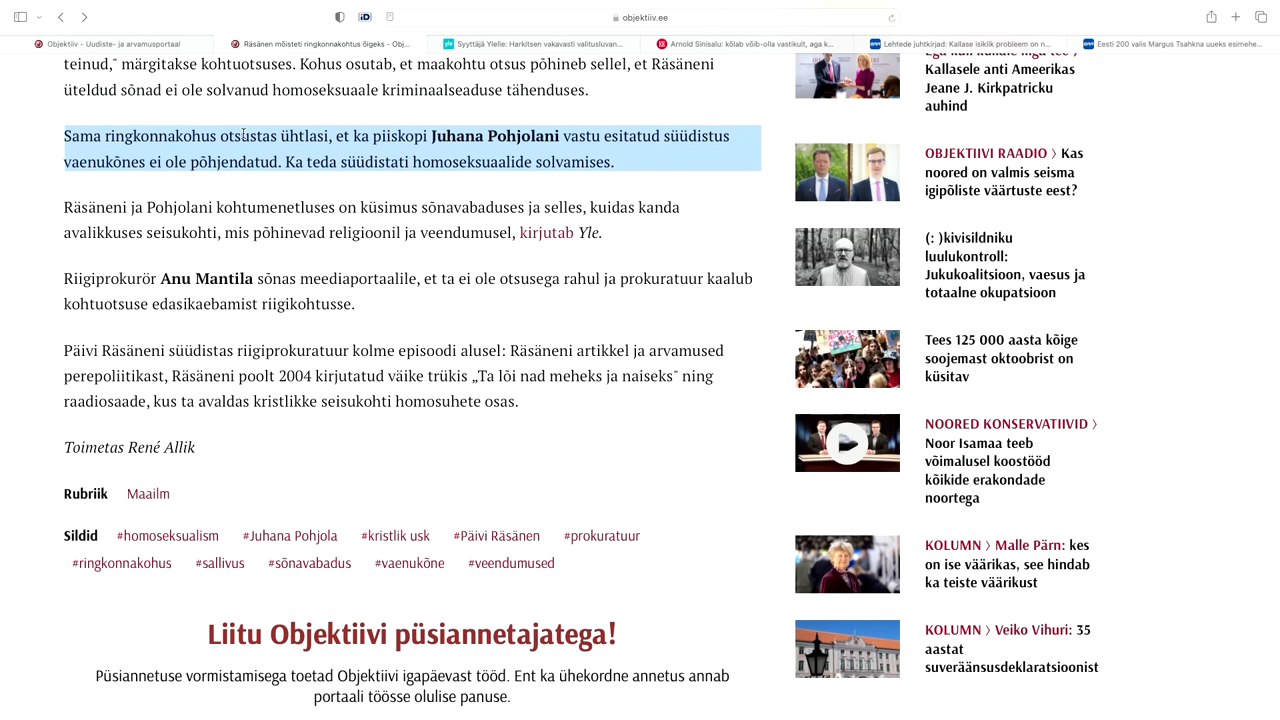 objektiiv.ee
Objektiiv - Uudiste- ja arvamusportaal
Räsänen mõisteti ringkonnakohtus õigeks - Obj...
Syyttäjä Ylelle: Harkitsen vakavasti valitusluvan...
Arnold Sinisalu: kõlab võib-olla vastikult, aga k...
Lehtede juhtkirjad: Kallase isiklik probleem on n...
Eesti 200 valis Margus Tsahkna uueks esimehe...
teinud," märgitakse kohtuotsuses. Kohus osutab, et maakohtu otsus põhineb sellel, et Räsäneni
üteldud sõnad ei ole solvanud homoseksuaale kriminaalseaduse tähenduses.
Sama ringkonnakohus otsustas ühtlasi, et ka piiskopi Juhana Pohjolani vastu esitatud süüdistus
vaenukõnes ei ole põhjendatud. Ka teda süüdistati homoseksuaalide solvamises.
Räsäneni ja Pohjolani kohtumenetluses on küsimus sõnavabaduses ja selles, kuidas kanda
avalikkuses seisukohti, mis põhinevad religioonil ja veendumusel, kirjutab Yle.
Riigiprokurör Anu Mantila sõnas meediaportaalile, et ta ei ole otsusega rahul ja prokuratuur kaalub
kohtuotsuse edasikaebamist riigikohtusse.
Päivi Räsäneni süüdistas riigiprokuratuur kolme episoodi alusel: Räsäneni artikkel ja arvamused
perepoliitikast, Räsäneni poolt 2004 kirjutatud väike trükis „Ta lõi nad meheks ja naiseks" ning
raadiosaade, kus ta avaldas kristlikke seisukohti homosuhete osas.
Toimetas René Allik
Rubriik Maailm
Sildid #homoseksualism #Juhana Pohjola #kristlik usk #Päivi Räsänen #prokuratuur
#ringkonnakohus #sallivus #sõnavabadus #vaenukõne #veendumused
Liitu Objektiivi püsiannetajatega!
Püsiannetuse vormistamisega toetad Objektiivi igapäevast tööd. Ent ka ühekordne annetus annab
portaali töösse olulise panuse.
Kallasele anti Ameerikas
Jeane J. Kirkpatricku
auhind
OBJEKTIIVI RAADIO 〉 Kas
noored on valmis seisma
igipõliste väärtuste eest?
(: )kivisildniku
luulukontroll:
Jukukoalitsioon, vaesus ja
totaalne okupatsioon
Tees 125 000 aasta kõige
soojemast oktoobrist on
küsitav
NOORED KONSERVATIIVID 〉
Noor Isamaa teeb
võimalusel koostööd
kõikide erakondade
noortega
KOLUMN 〉 Malle Pärn: kes
on ise väärikas, see hindab
ka teiste väärikust
KOLUMN 〉 Veiko Vihuri: 35
aastat
suveräänsusdeklaratsioonist